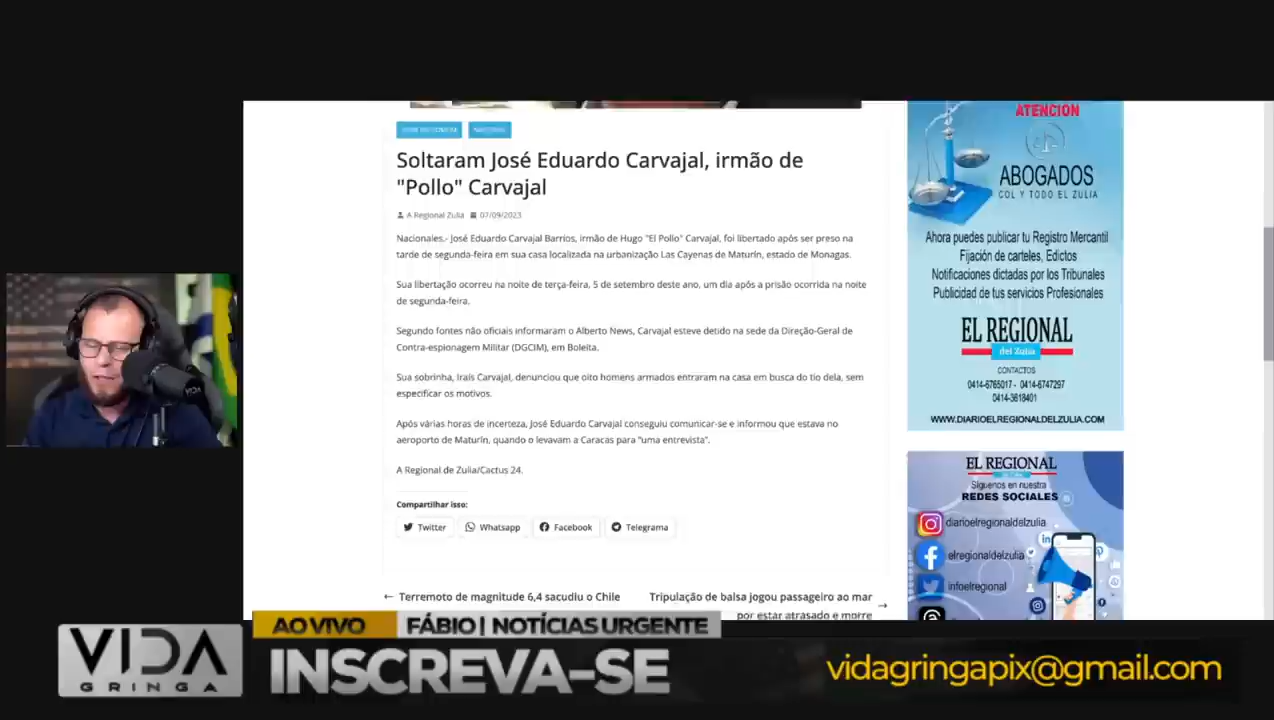 NACIONAL
Soltaram José Eduardo Carvajal, irmão de
"Pollo" Carvajal
A Regional Zulia 07/09/2023
Nacionales.- José Eduardo Carvajal Barrios, irmão de Hugo "El Pollo" Carvajal, foi libertado após ser preso na
tarde de segunda-feira em sua casa localizada na urbanização Las Cayenas de Maturín, estado de Monagas.
Sua libertação ocorreu na noite de terça-feira, 5 de setembro deste ano, um dia após a prisão ocorrida na noite
de segunda-feira.
Segundo fontes não oficiais informaram o Alberto News, Carvajal esteve detido na sede da Direção-Geral de
Contra-espionagem Militar (DGCIM), em Boleíta.
Sua sobrinha, Iraís Carvajal, denunciou que oito homens armados entraram na casa em busca do tio dela, sem
especificar os motivos.
Após várias horas de incerteza, José Eduardo Carvajal conseguiu comunicar-se e informou que estava no
aeroporto de Maturín, quando o levavam a Caracas para "uma entrevista".
A Regional de Zulia/Cactus 24.
Compartilhar isso:
Twitter Whatsapp Facebook Telegrama
← Terremoto de magnitude 6,4 sacudiu o Chile
Tripulação de balsa jogou passageiro ao mar
por estar atrasado e morre →
ATENCIÓN
ABOGADOS
COL Y TODO EL ZULIA
Ahora puedes publicar tu Registro Mercantil
Fijación de carteles, Edictos
Notificaciones dictadas por los Tribunales
Publicidad de tus servicios Profesionales
EL REGIONAL
del Zulia
CONTACTOS
0414-6765017 - 0414-6747297
0414-3618401
WWW.DIARIOELREGIONALDELZULIA.COM
EL REGIONAL
Síguenos en nuestra
REDES SOCIALES
diarioelregionaldelzulia
elregionaldelzulia
infoelregional
VIDA
AO VIVO FÁBIO | NOTÍCIAS URGENTE
VIDA
GRINGA
INSCREVA-SE
vidagringapix@gmail.com